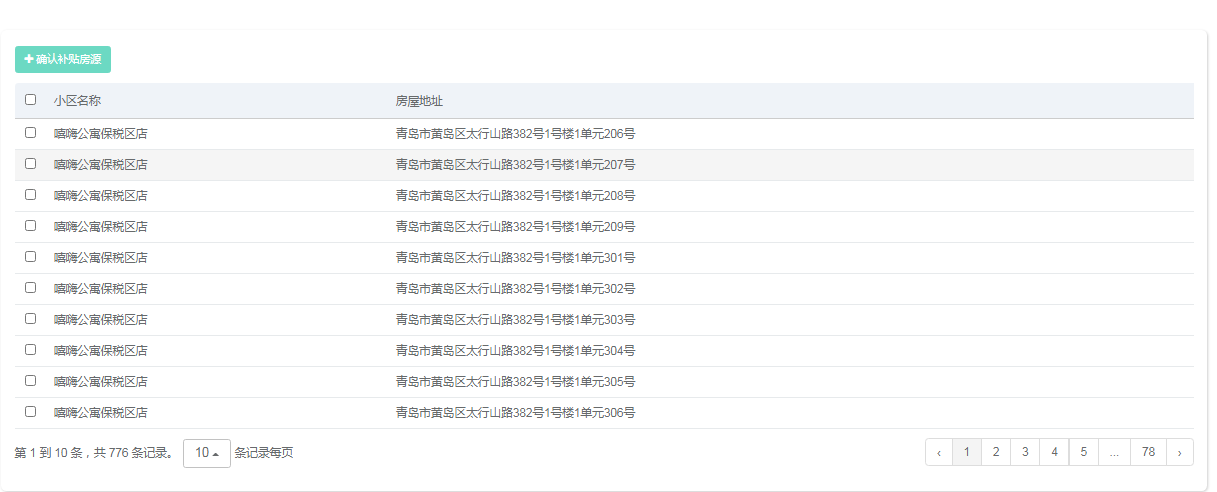 确认补贴房源
小区名称 房屋地址
嘻嗨公寓保税区店 青岛市黄岛区太行山路382号1号楼1单元206号
嘻嗨公寓保税区店 青岛市黄岛区太行山路382号1号楼1单元207号
嘻嗨公寓保税区店 青岛市黄岛区太行山路382号1号楼1单元208号
嘻嗨公寓保税区店 青岛市黄岛区太行山路382号1号楼1单元209号
嘻嗨公寓保税区店 青岛市黄岛区太行山路382号1号楼1单元301号
嘻嗨公寓保税区店 青岛市黄岛区太行山路382号1号楼1单元302号
嘻嗨公寓保税区店 青岛市黄岛区太行山路382号1号楼1单元303号
嘻嗨公寓保税区店 青岛市黄岛区太行山路382号1号楼1单元304号
嘻嗨公寓保税区店 青岛市黄岛区太行山路382号1号楼1单元305号
嘻嗨公寓保税区店 青岛市黄岛区太行山路382号1号楼1单元306号
第 1 到 10 条，共 776 条记录。 10 条记录每页 ‹ 1 2 3 4 5 ... 78 ›